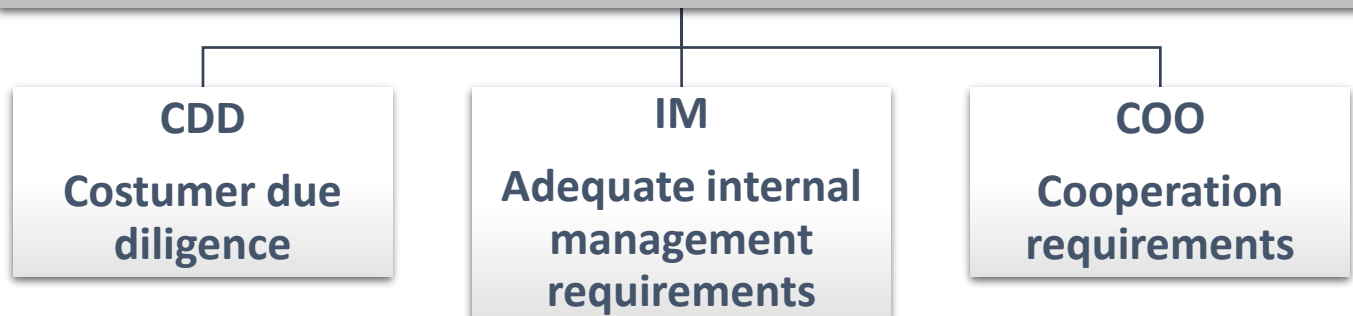 CDD
Costumer due
diligence
IM
Adequate internal
management
requirements
COO
Cooperation
requirements